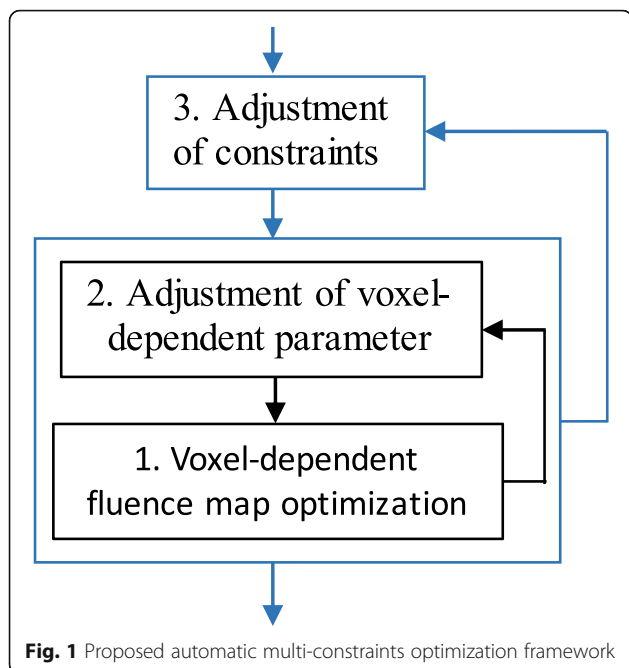 3. Adjustment
of constraints
2. Adjustment of voxel-
dependent parameter
1. Voxel-dependent
fluence map optimization
Fig. 1 Proposed automatic multi-constraints optimization framework